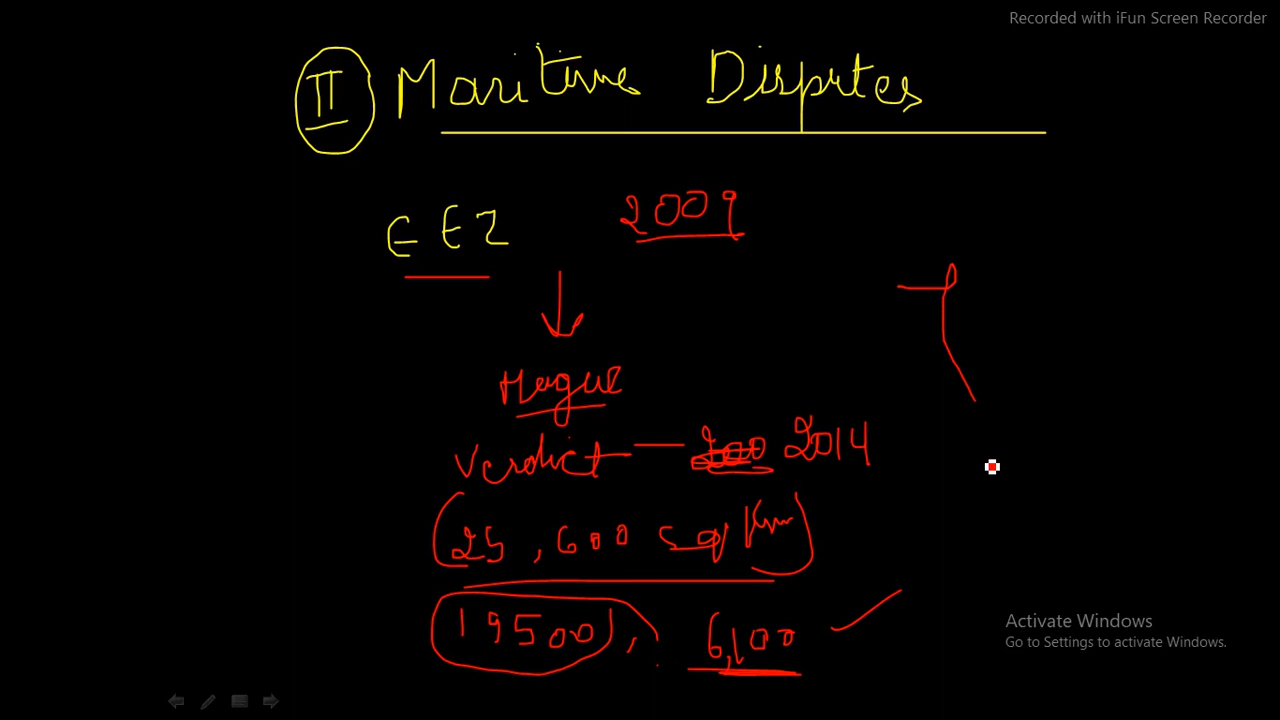 Recorded with iFun Screen Recorder
II Maritime Disputes
EEZ 2009
Hague
Verdict — 2014
(25,600 sq km)
19500, 6,100
Activate Windows
Go to Settings to activate Windows.